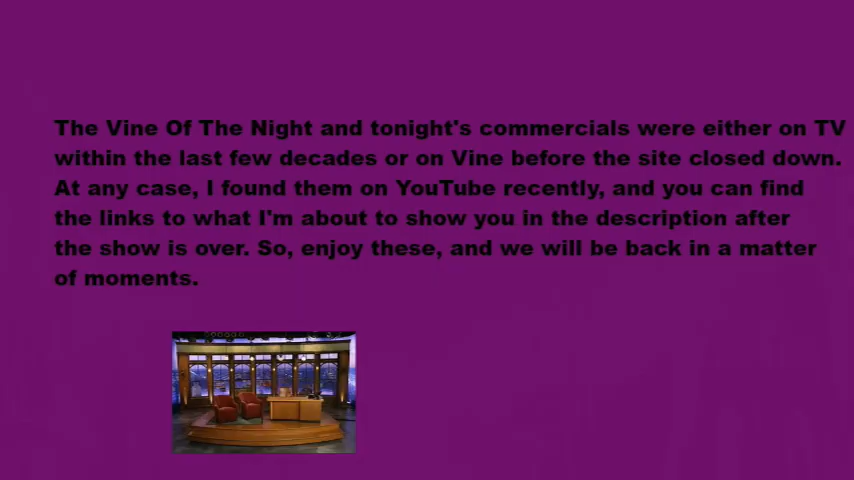 The Vine Of The Night and tonight's commercials were either on TV
within the last few decades or on Vine before the site closed down.
At any case, I found them on YouTube recently, and you can find
the links to what I'm about to show you in the description after
the show is over. So, enjoy these, and we will be back in a matter
of moments.